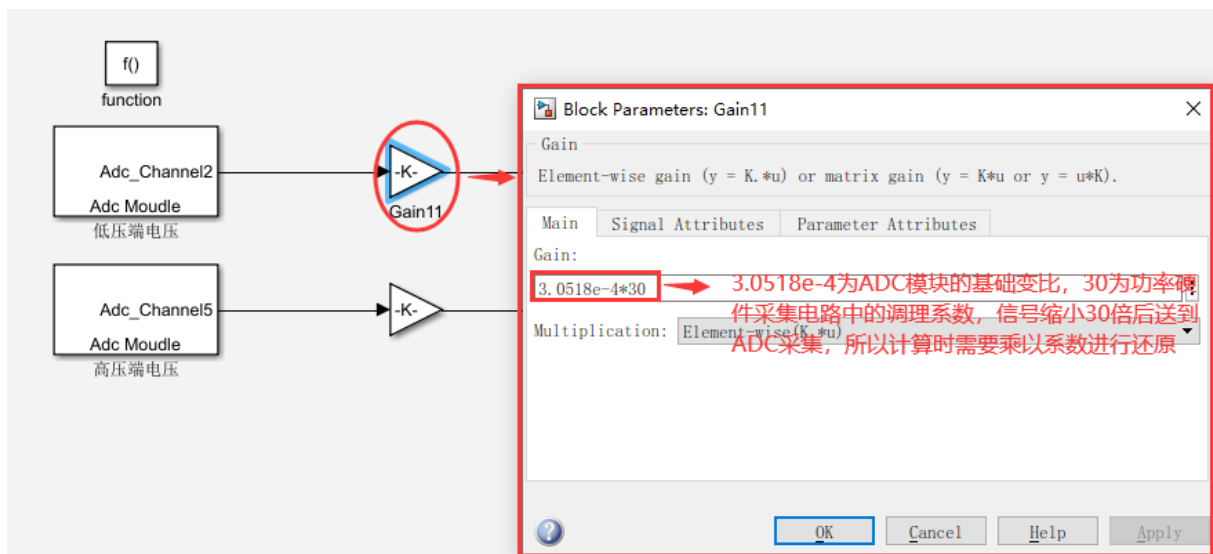 f()
function
Adc_Channel2
Adc Moudle
低压端电压
-K-
Gain11
Adc_Channel5
Adc Moudle
高压端电压
-K-
Block Parameters: Gain11
Gain
Element-wise gain (y = K.*u) or matrix gain (y = K*u or y = u*K).
Main Signal Attributes Parameter Attributes
Gain:
3.0518e-4*30
3.0518e-4为ADC模块的基础变比，30为功率硬
件采集电路中的调理系数，信号缩小30倍后送到
ADC采集，所以计算时需要乘以系数进行还原
Multiplication: Element-wise(K.*u)
OK Cancel Help Apply